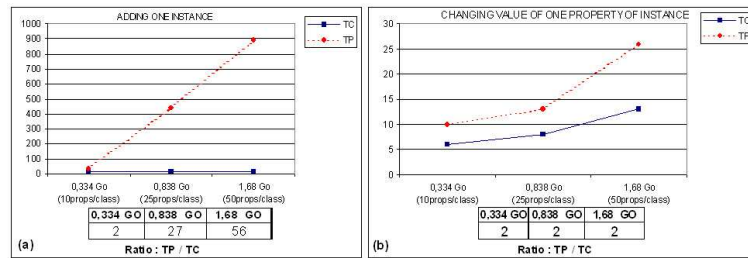 ADDING ONE INSTANCE
1000
900
800
700
600
500
400
300
200
100
0
0,334 Go
(10props/class)
0,838 Go
(25props/class)
1,68 Go
(50props/class)
TC
TP
0,334 GO 0,838 GO 1,68 GO
2 27 56
(a)
Ratio : TP / TC
CHANGING VALUE OF ONE PROPERTY OF INSTANCE
30
25
20
15
10
5
0
0,334 Go
(10props/class)
0,838 Go
(25props/class)
1,68 Go
(50props/class)
TC
TP
0,334 GO 0,838 GO 1,68 GO
2 2 2
(b)
Ratio : TP / TC